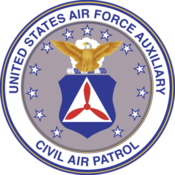 UNITED STATES AIR FORCE AUXILIARY
CIVIL AIR PATROL